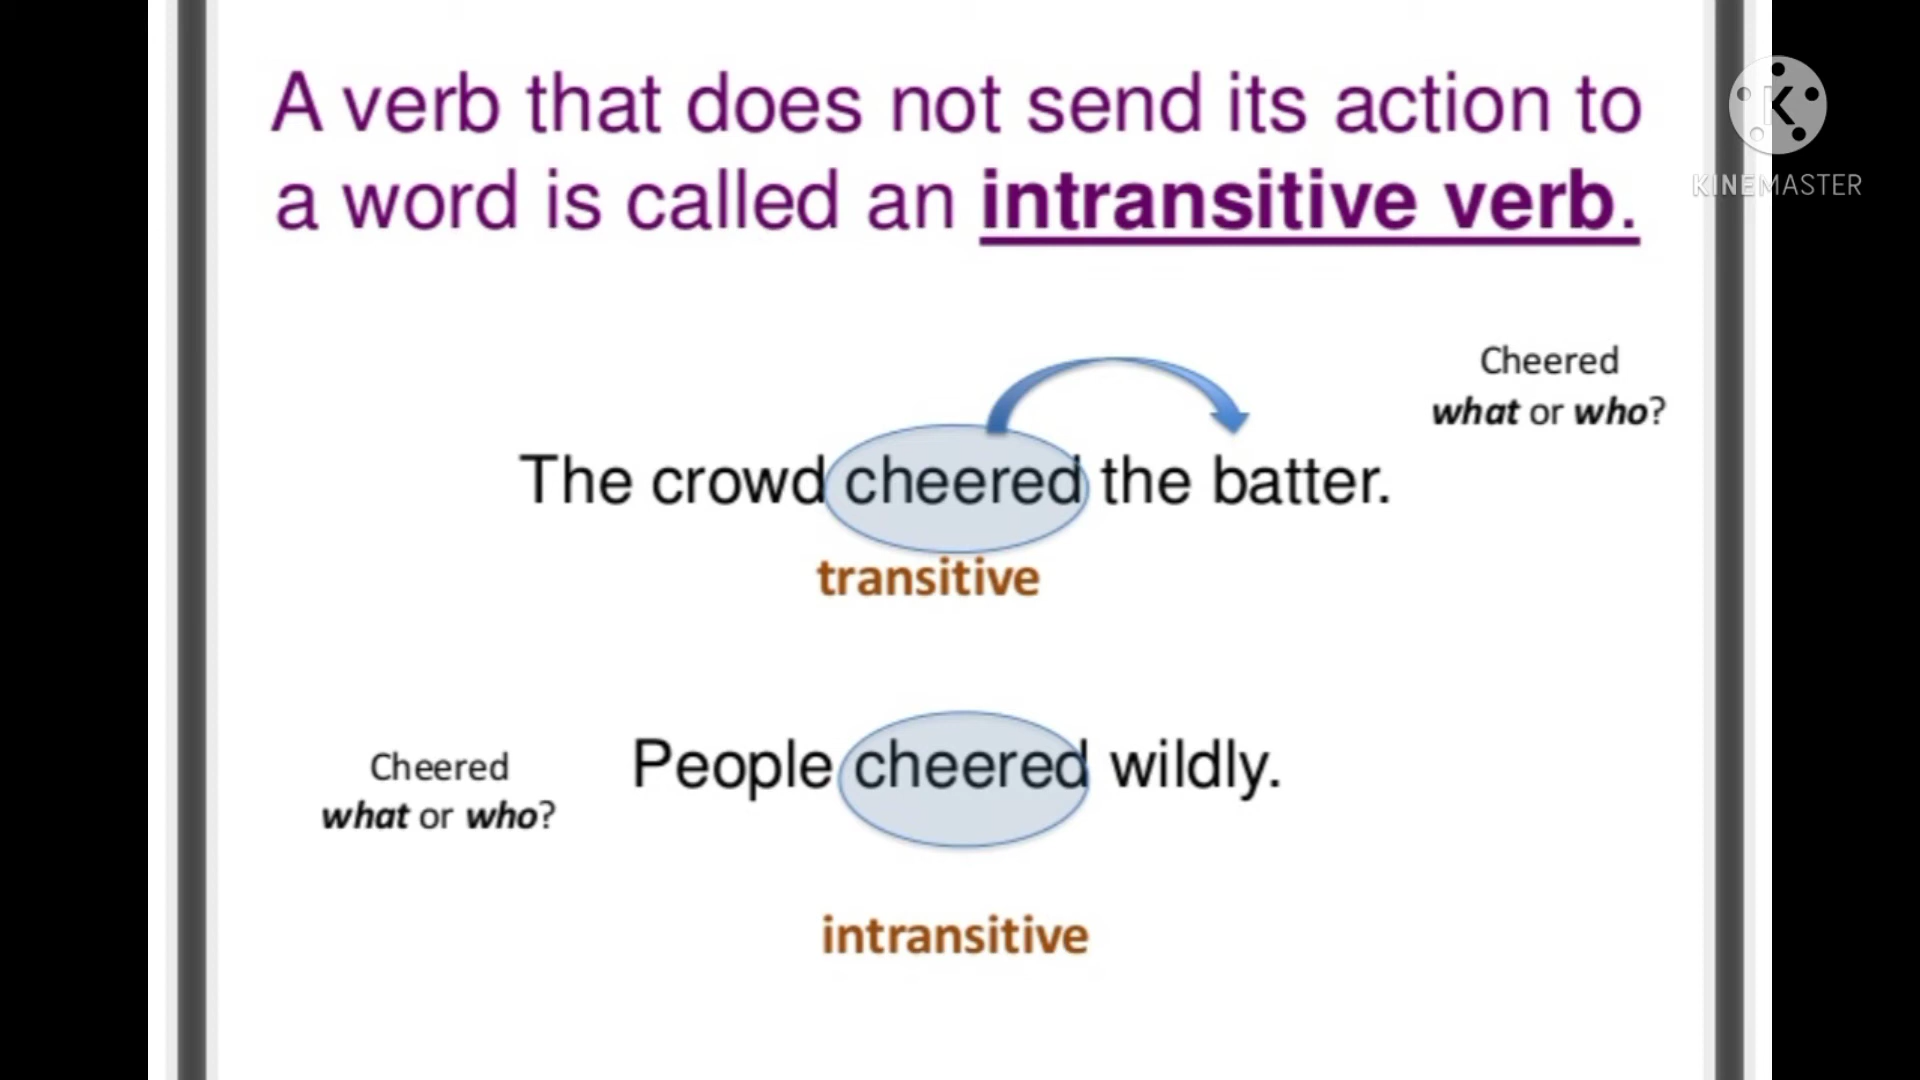 A verb that does not send its action to
a word is called an intransitive verb.
K
KINEMASTER
Cheered
what or who?
The crowd cheered the batter.
transitive
Cheered
what or who?
People cheered wildly.
intransitive